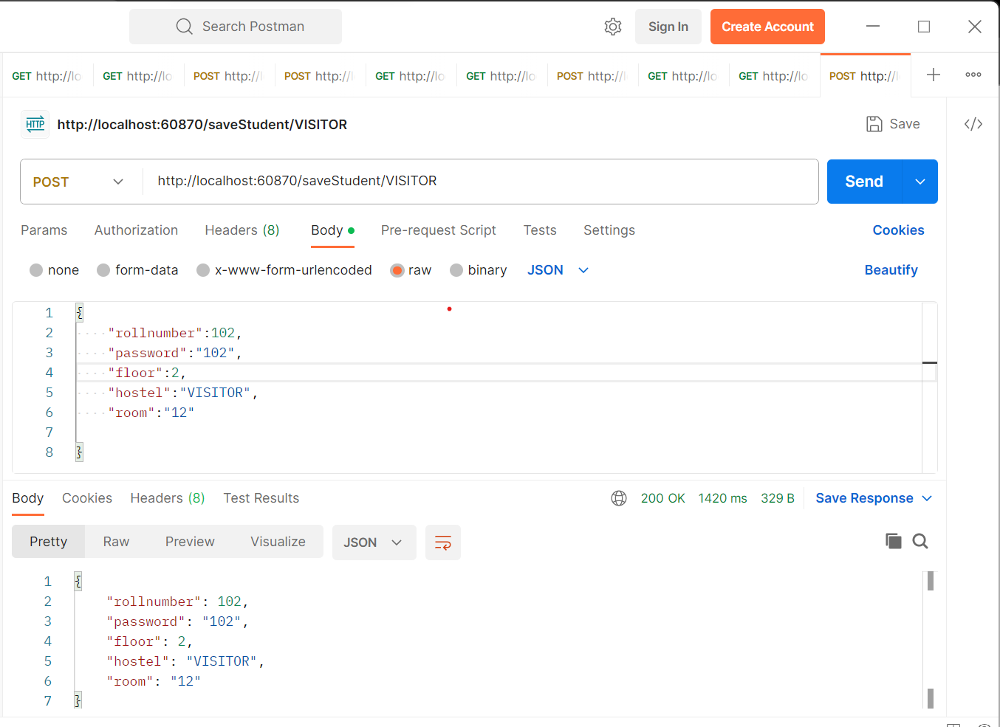 Search Postman
Sign In
Create Account
GET http://lo
GET http://lo
POST http://l
POST http://l
GET http://lo
GET http://lo
POST http://l
GET http://lo
GET http://lo
POST http://l
HTTP http://localhost:60870/saveStudent/VISITOR
Save
</>
POST http://localhost:60870/saveStudent/VISITOR
Send
Params Authorization Headers (8) Body Pre-request Script Tests Settings Cookies
none form-data x-www-form-urlencoded raw binary JSON Beautify
1 {
2 "rollnumber":102,
3 "password":"102",
4 "floor":2,
5 "hostel":"VISITOR",
6 "room":"12"
7
8 }
Body Cookies Headers (8) Test Results 200 OK 1420 ms 329 B Save Response
Pretty Raw Preview Visualize JSON
1 {
2 "rollnumber": 102,
3 "password": "102",
4 "floor": 2,
5 "hostel": "VISITOR",
6 "room": "12"
7 }